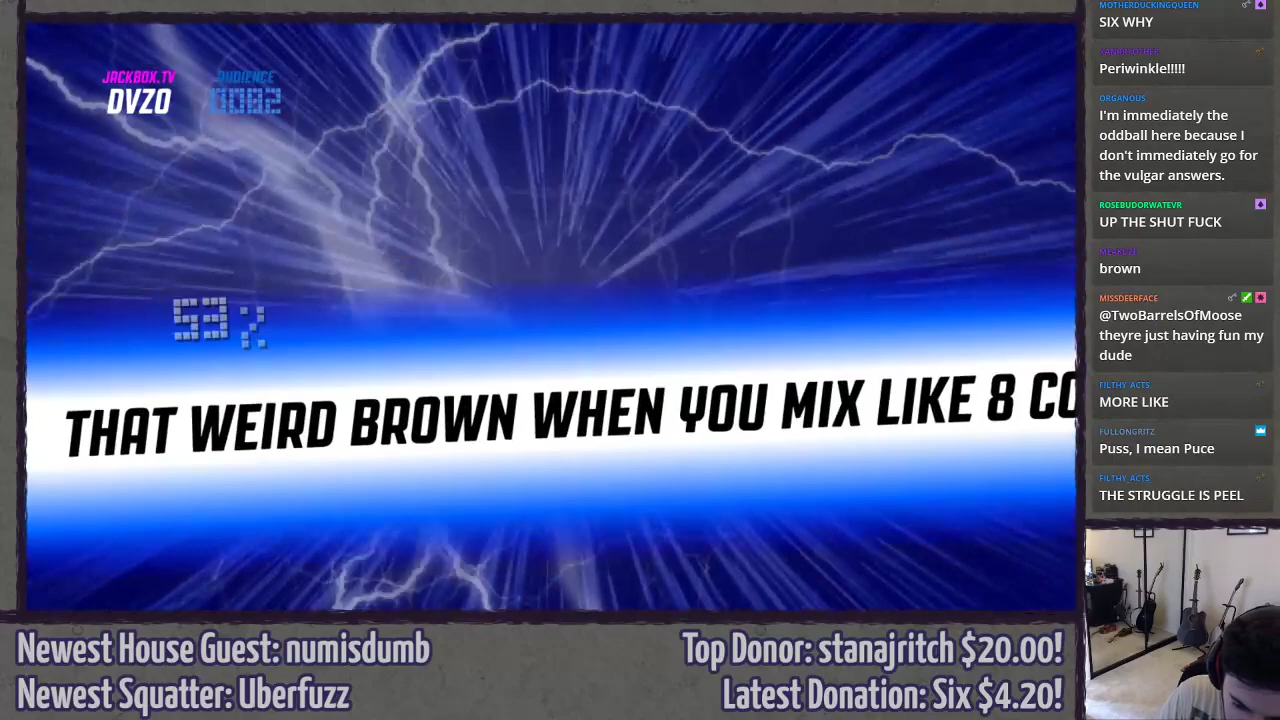 JACKBOX.TV
DVZO
AUDIENCE
0002
53%
THAT WEIRD BROWN WHEN YOU MIX LIKE 8 CO
MOTHERDUCKINGQUEEN
SIX WHY
Periwinkle!!!!!
ORGANOUS
I'm immediately the
oddball here because I
don't immediately go for
the vulgar answers.
ROSEBUDORWATEVR
UP THE SHUT FUCK
brown
MISSDEERFACE
@TwoBarrelsOfMoose
theyre just having fun my
dude
FILTHY_ACTS
MORE LIKE
FULLONGRITZ
Puss, I mean Puce
FILTHY_ACTS
THE STRUGGLE IS PEEL
Newest House Guest: numisdumb
Newest Squatter: Uberfuzz
Top Donor: stanajritch $20.00!
Latest Donation: Six $4.20!